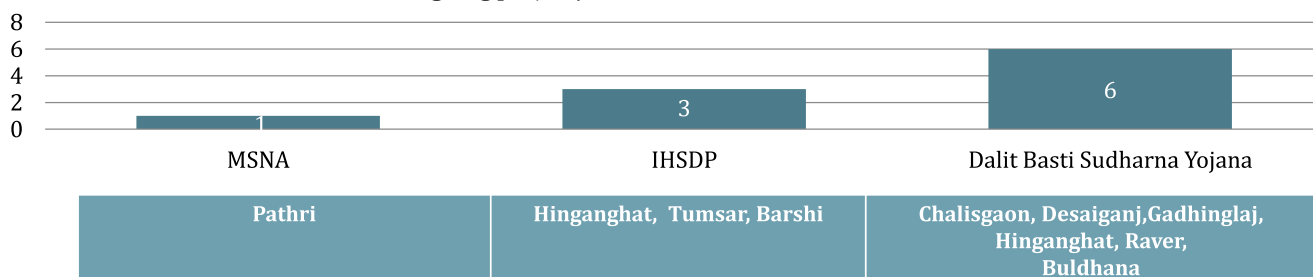 8
6
4
2
0
1
3
6
MSNA
IHSDP
Dalit Basti Sudharna Yojana
Pathri
Hinganghat, Tumsar, Barshi
Chalisgaon, Desaiganj,Gadhinglaj,
Hinganghat, Raver,
Buldhana